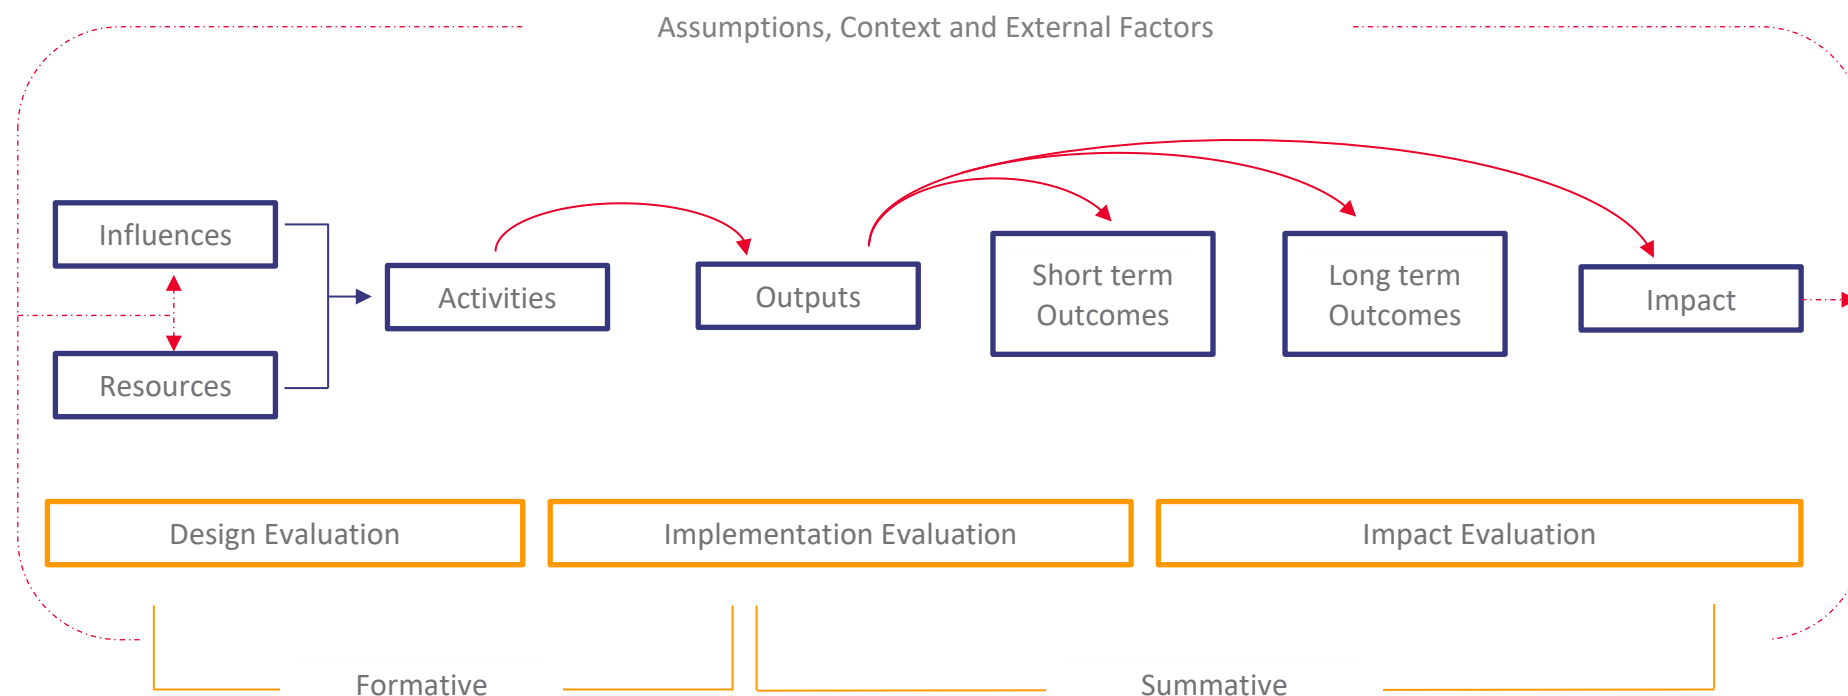 Assumptions, Context and External Factors
Influences
Resources
Activities
Outputs
Short term
Outcomes
Long term
Outcomes
Impact
Design Evaluation
Implementation Evaluation
Impact Evaluation
Formative
Summative